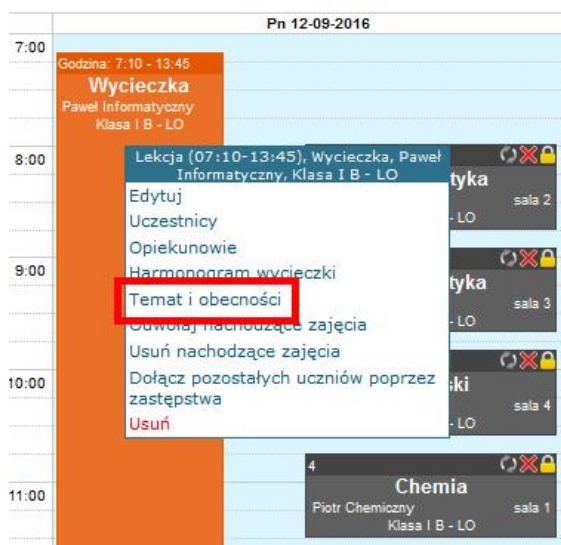 Pn 12-09-2016
7:00
Godzina: 7:10 - 13:45
Wycieczka
Paweł Informatyczny
Klasa I B - LO
8:00
Lekcja (07:10-13:45), Wycieczka, Paweł
Informatyczny, Klasa I B - LO
Edytuj
Uczestnicy
Opiekunowie
Harmonogram wycieczki
Temat i obecności
Odwołaj nachodzące zajęcia
Usuń nachodzące zajęcia
Dołącz pozostałych uczniów poprzez
zastępstwa
Usuń
tyka
sala 2
- LO
9:00
tyka
sala 3
- LO
10:00
ski
sala 4
- LO
4
Chemia
11:00
Piotr Chemiczny sala 1
Klasa I B - LO